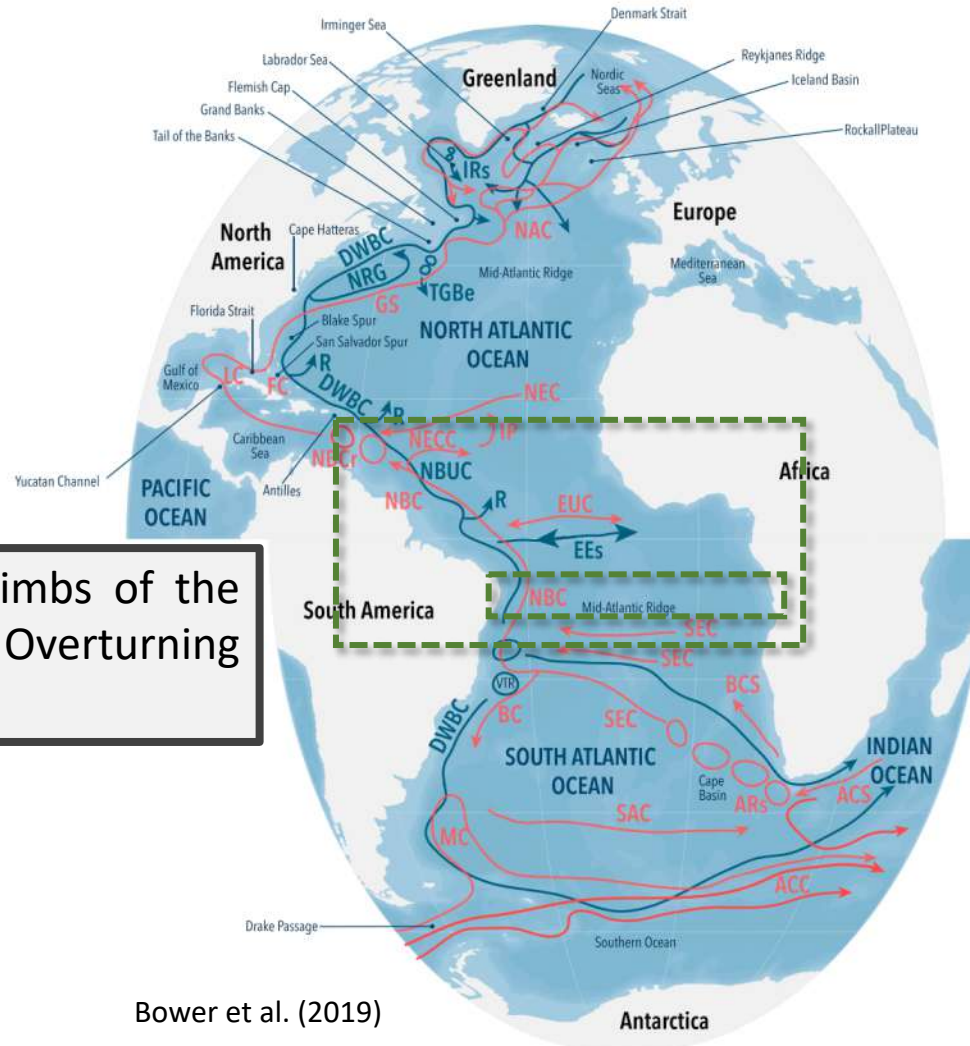 Denmark Strait
Irminger Sea
Reykjanes Ridge
Labrador Sea
Greenland
Nordic
Seas
Iceland Basin
Flemish Cap
Grand Banks
RockallPlateau
Tail of the Banks
IRs
Europe
North
America
Cape Hatteras
NAC
DWBC
Mediterranean
Sea
NRG
Mid-Atlantic Ridge
TGBe
GS
Florida Strait
Blake Spur
NORTH ATLANTIC
OCEAN
San Salvador Spur
Gulf of
Mexico
LC
FC
R
DWBC
NEC
R
Caribbean
Sea
NBCr
NECC
IP
Africa
Yucatan Channel
NBUC
PACIFIC
OCEAN
Antilles
NBC
R
EUC
EEs
imbs of the
Overturning
South America
NBC
Mid-Atlantic Ridge
SEC
SEC
VTR
BCS
DWBC
BC
SEC
INDIAN
OCEAN
SOUTH ATLANTIC
OCEAN
Cape
Basin
ARs
ACS
SAC
MC
ACC
Drake Passage
Southern Ocean
Bower et al. (2019)
Antarctica